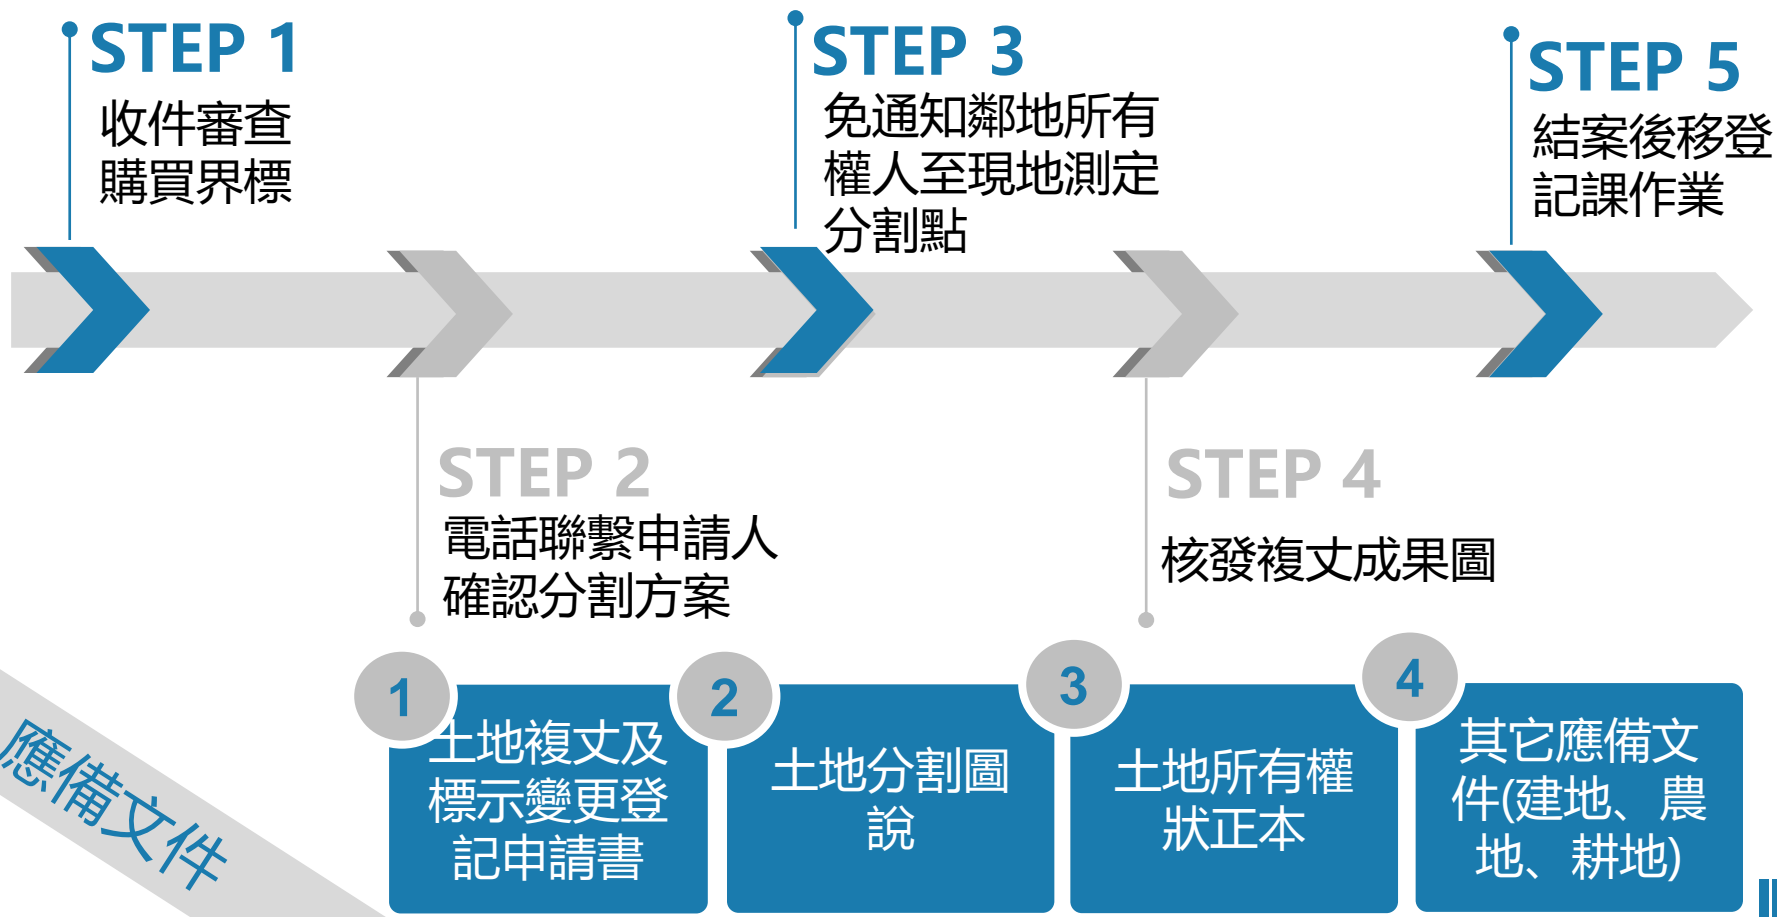 STEP 1
收件審查
購買界標
STEP 3
免通知鄰地所有
權人至現地測定
分割點
STEP 5
結案後移登
記課作業
STEP 2
電話聯繫申請人
確認分割方案
STEP 4
核發複丈成果圖
應備文件
1
土地複丈及
標示變更登
記申請書
2
土地分割圖
說
3
土地所有權
狀正本
4
其它應備文
件(建地、農
地、耕地)